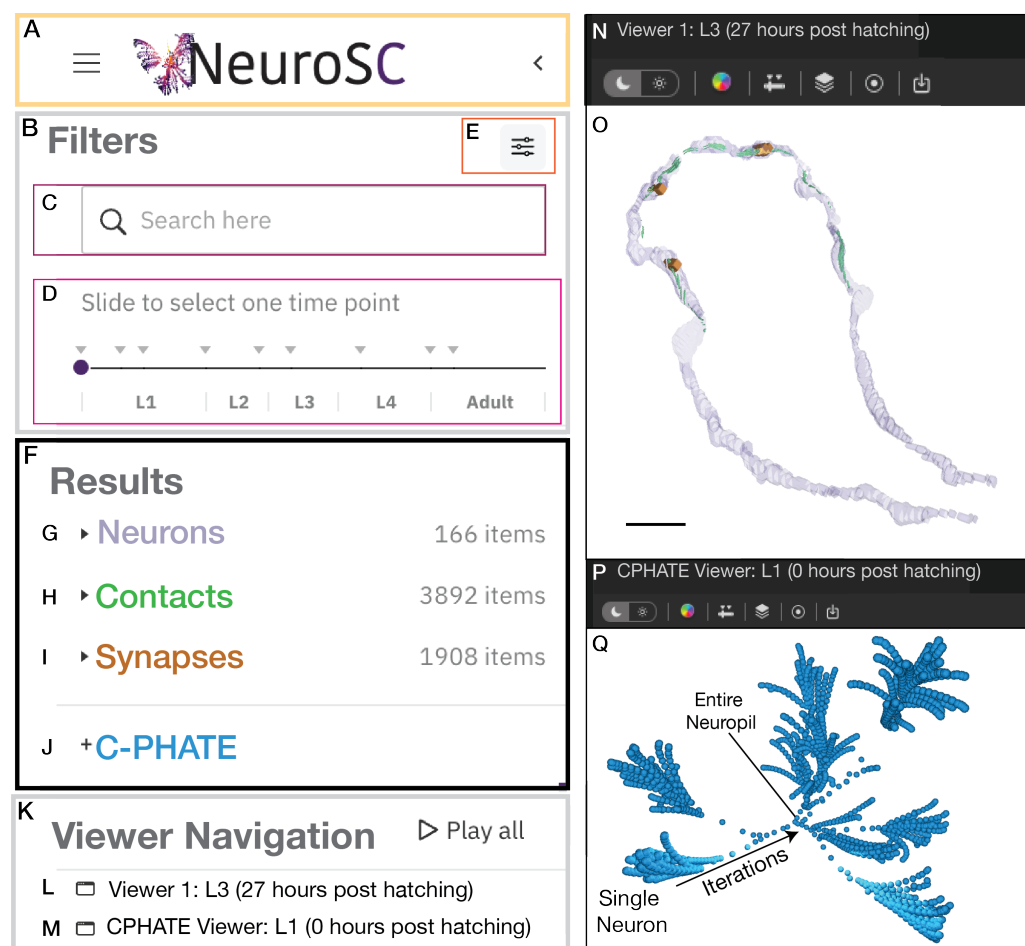 A
NeuroSC
B
Filters
E
C
Search here
D
Slide to select one time point
L1
L2
L3
L4
Adult
F
Results
G
Neurons
166 items
H
Contacts
3892 items
I
Synapses
1908 items
J
+C-PHATE
K
Viewer Navigation
Play all
L
Viewer 1: L3 (27 hours post hatching)
M
CPHATE Viewer: L1 (0 hours post hatching)
N
Viewer 1: L3 (27 hours post hatching)
O
P
CPHATE Viewer: L1 (0 hours post hatching)
Q
Entire
Neuropil
Iterations
Single
Neuron